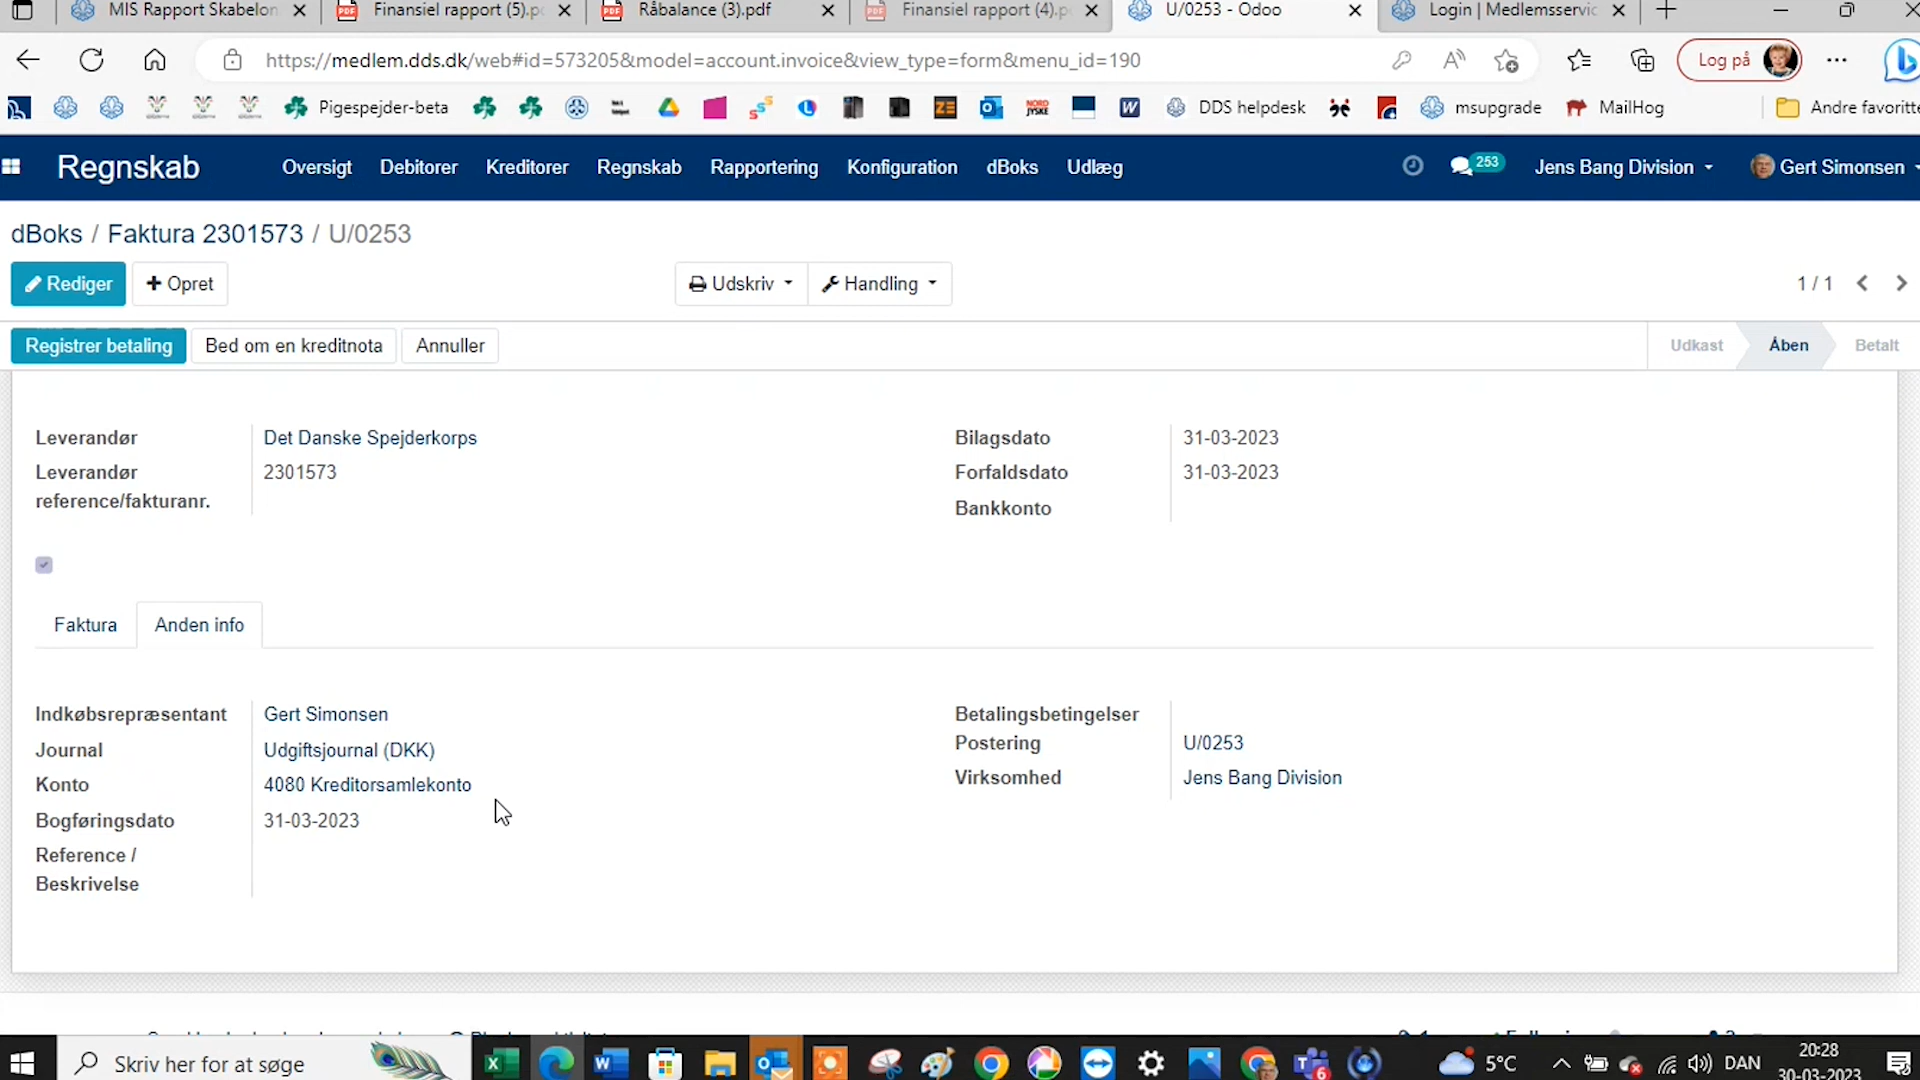 MIS Rapport Skabelon
Finansiel rapport (5).p
Råbalance (3).pdf
Finansiel rapport (4).p
U/0253 - Odoo
Login | Medlemsservic
https://medlem.dds.dk/web#id=573205&model=account.invoice&view_type=form&menu_id=190
Log på
Pigespejder-beta
DDS helpdesk
msupgrade
MailHog
Andre favoritte
Regnskab
Oversigt
Debitorer
Kreditorer
Regnskab
Rapportering
Konfiguration
dBoks
Udlæg
253
Jens Bang Division
Gert Simonsen
dBoks / Faktura 2301573 / U/0253
Rediger
Opret
Udskriv
Handling
1 / 1
Registrer betaling
Bed om en kreditnota
Annuller
Udkast
Åben
Betalt
Leverandør
Det Danske Spejderkorps
Leverandør
reference/fakturanr.
2301573
Bilagsdato
31-03-2023
Forfaldsdato
31-03-2023
Bankkonto
Faktura
Anden info
Indkøbsrepræsentant
Gert Simonsen
Journal
Udgiftsjournal (DKK)
Konto
4080 Kreditorsamlekonto
Bogføringsdato
31-03-2023
Reference /
Beskrivelse
Betalingsbetingelser
Postering
U/0253
Virksomhed
Jens Bang Division
Skriv her for at søge
5°C
DAN
20:28
30-03-2023